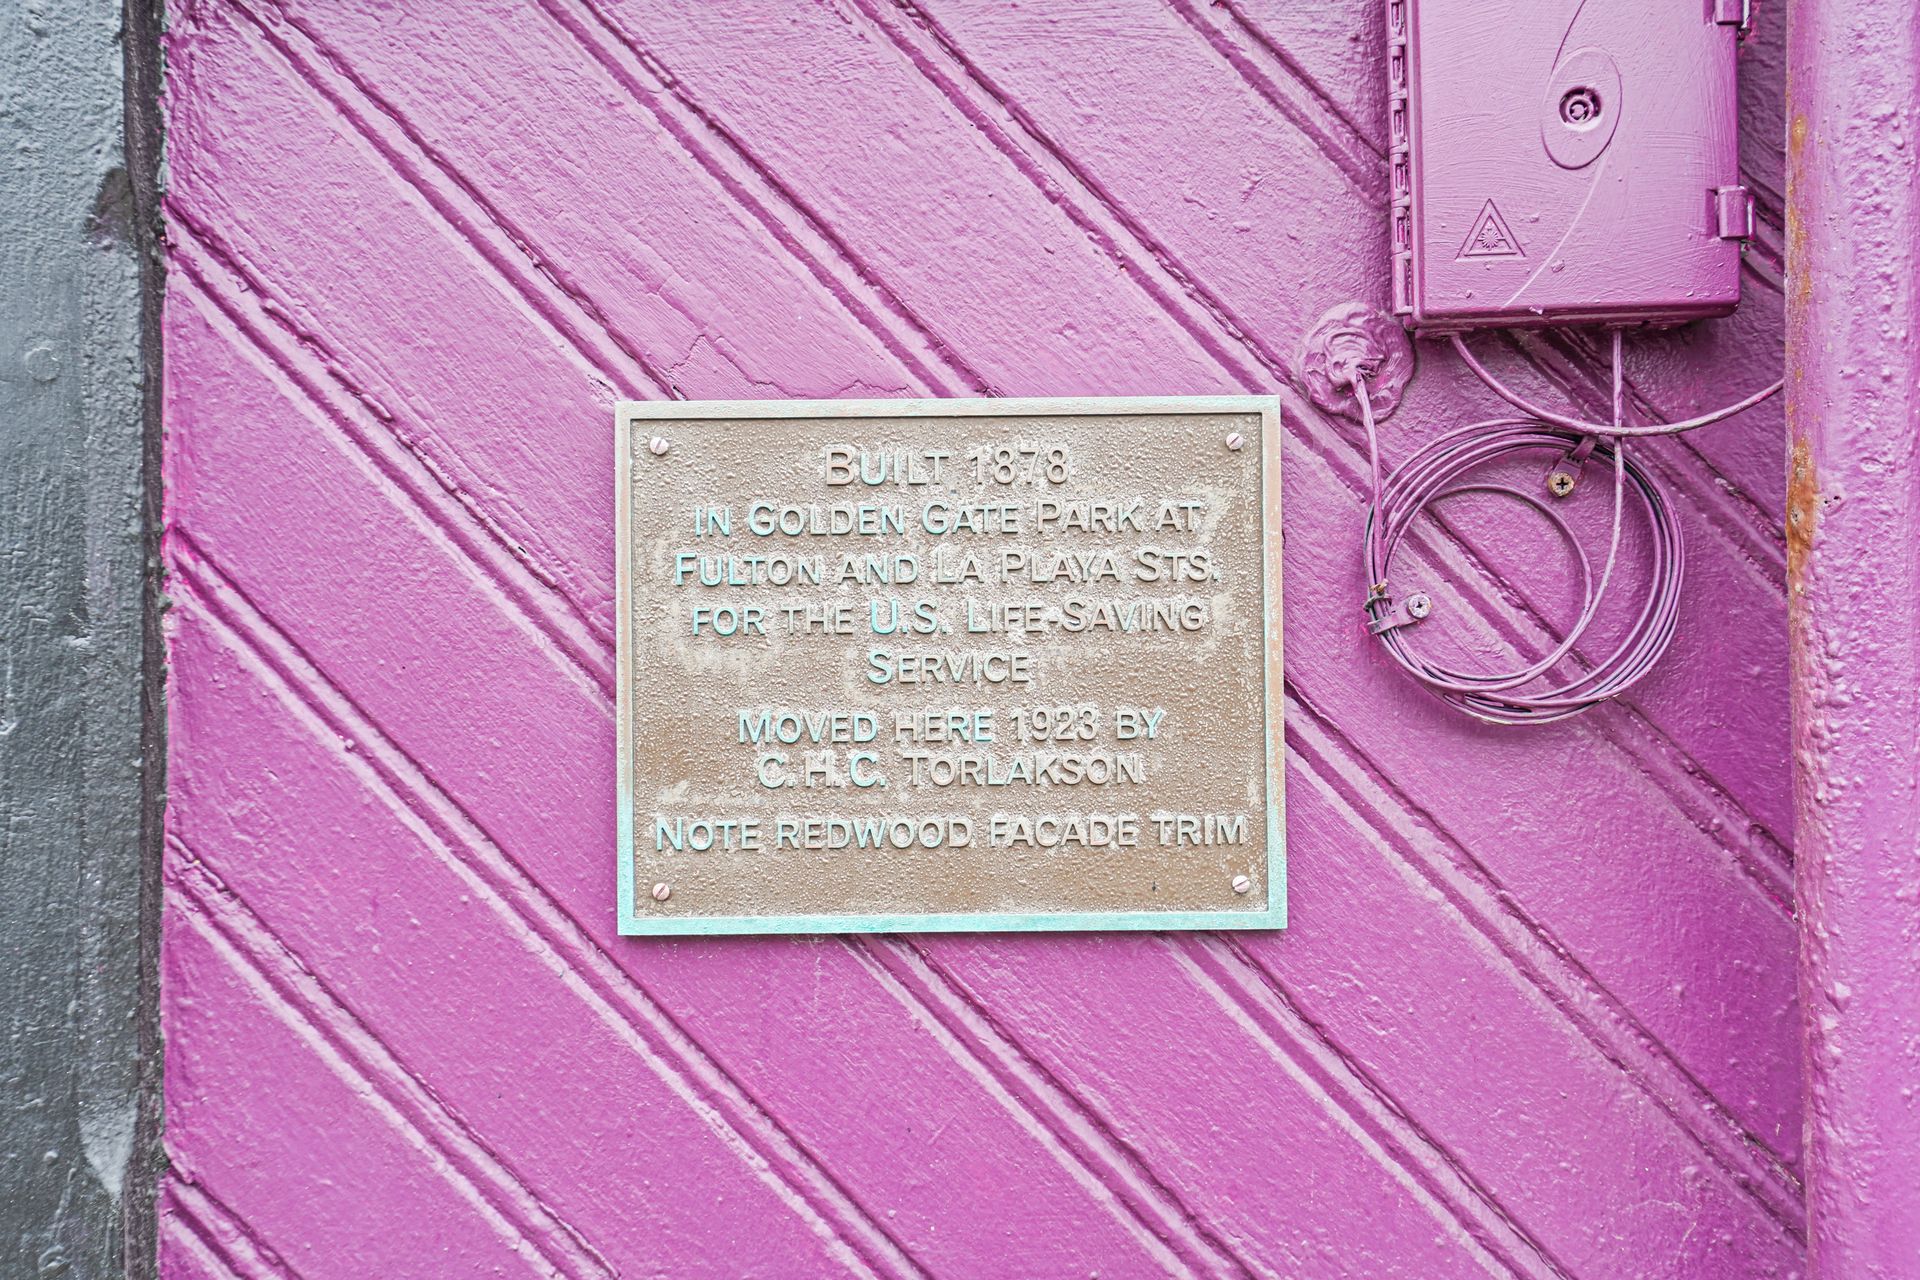 BUILT 1878
IN GOLDEN GATE PARK AT
FULTON AND LA PLAYA STS.
FOR THE U.S. LIFE-SAVING
SERVICE
MOVED HERE 1923 BY
C.H.C. TORLAKSON
NOTE REDWOOD FACADE TRIM